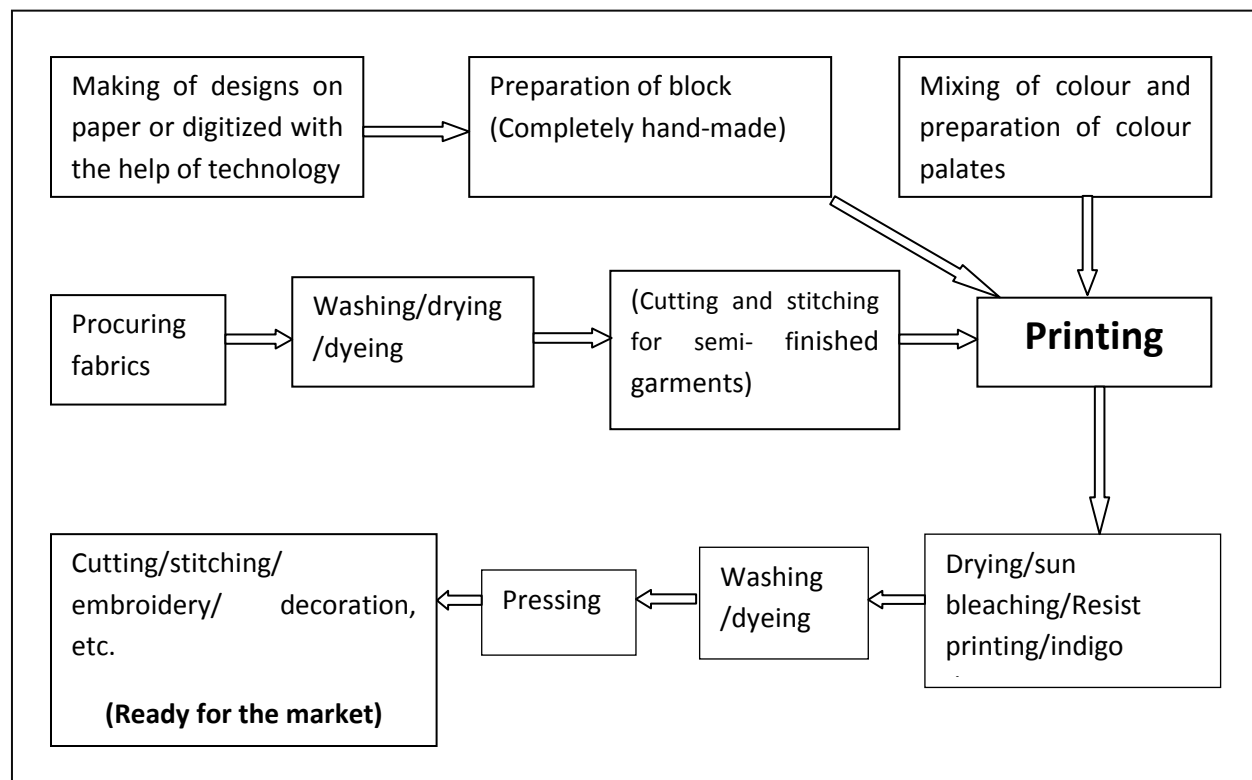 Making of designs on
paper or digitized with
the help of technology
Preparation of block
(Completely hand-made)
Mixing of colour and
preparation of colour
palates
Procuring
fabrics
Washing/drying
/dyeing
(Cutting and stitching
for semi- finished
garments)
Printing
Drying/sun
bleaching/Resist
printing/indigo
Washing
/dyeing
Pressing
Cutting/stitching/
embroidery/ decoration,
etc.
(Ready for the market)